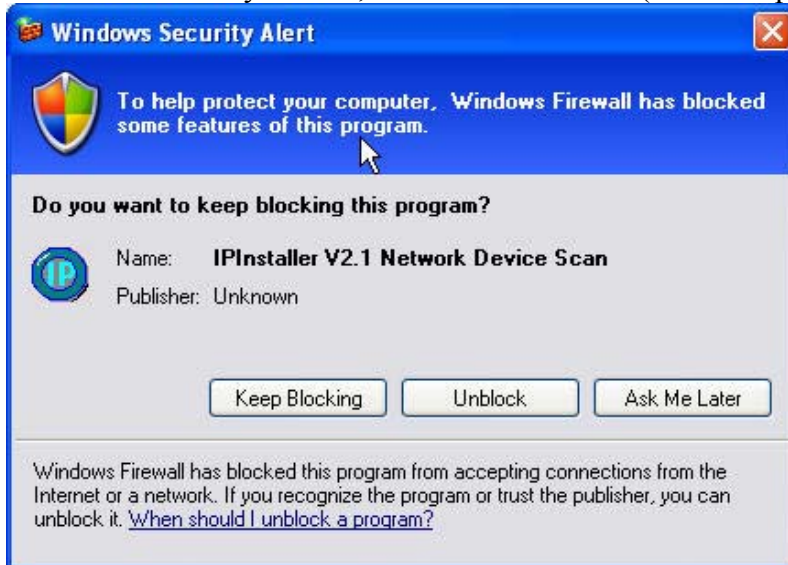 Windows Security Alert
To help protect your computer, Windows Firewall has blocked
some features of this program.
Do you want to keep blocking this program?
IP
Name: IPInstaller V2.1 Network Device Scan
Publisher: Unknown
Keep Blocking Unblock Ask Me Later
Windows Firewall has blocked this program from accepting connections from the
Internet or a network. If you recognize the program or trust the publisher, you can
unblock it. When should I unblock a program?